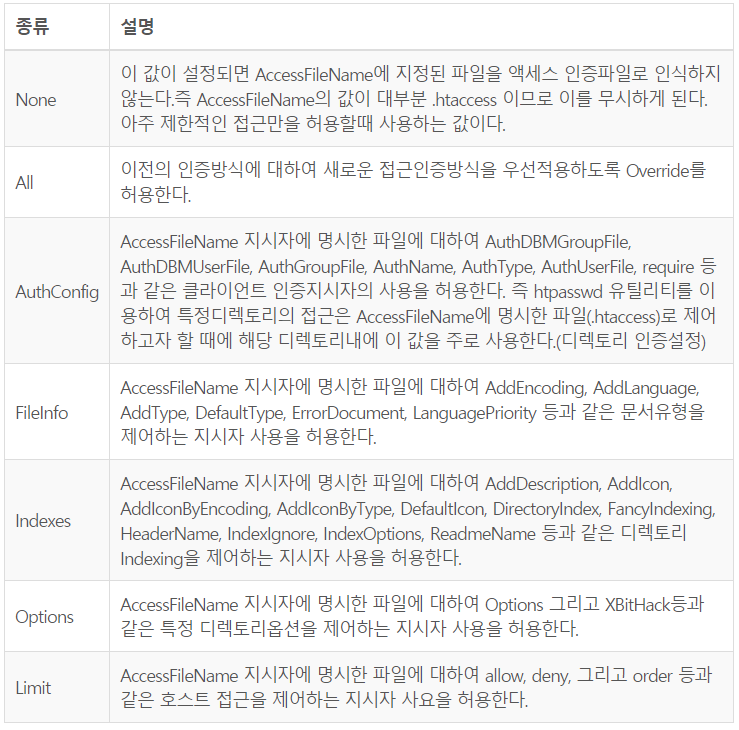 종류 설명
None
이 값이 설정되면 AccessFileName에 지정된 파일을 액세스 인증파일로 인식하지
않는다.즉 AccessFileName의 값이 대부분 .htaccess 이므로 이를 무시하게 된다.
아주 제한적인 접근만을 허용할때 사용하는 값이다.
All
이전의 인증방식에 대하여 새로운 접근인증방식을 우선적용하도록 Override를
허용한다.
AuthConfig
AccessFileName 지시자에 명시한 파일에 대하여 AuthDBMGroupFile,
AuthDBMUserFile, AuthGroupFile, AuthName, AuthType, AuthUserFile, require 등
과 같은 클라이언트 인증지시자의 사용을 허용한다. 즉 htpasswd 유틸리티를 이
용하여 특정디렉토리의 접근은 AccessFileName에 명시한 파일(.htaccess)로 제어
하고자 할 때에 해당 디렉토리내에 이 값을 주로 사용한다.(디렉토리 인증설정)
FileInfo
AccessFileName 지시자에 명시한 파일에 대하여 AddEncoding, AddLanguage,
AddType, DefaultType, ErrorDocument, LanguagePriority 등과 같은 문서유형을
제어하는 지시자 사용을 허용한다.
Indexes
AccessFileName 지시자에 명시한 파일에 대하여 AddDescription, AddIcon,
AddIconByEncoding, AddIconByType, DefaultIcon, DirectoryIndex, FancyIndexing,
HeaderName, IndexIgnore, IndexOptions, ReadmeName 등과 같은 디렉토리
Indexing을 제어하는 지시자 사용을 허용한다.
Options
AccessFileName 지시자에 명시한 파일에 대하여 Options 그리고 XBitHack등과
같은 특정 디렉토리옵션을 제어하는 지시자 사용을 허용한다.
Limit
AccessFileName 지시자에 명시한 파일에 대하여 allow, deny, 그리고 order 등과
같은 호스트 접근을 제어하는 지시자 사요을 허용한다.